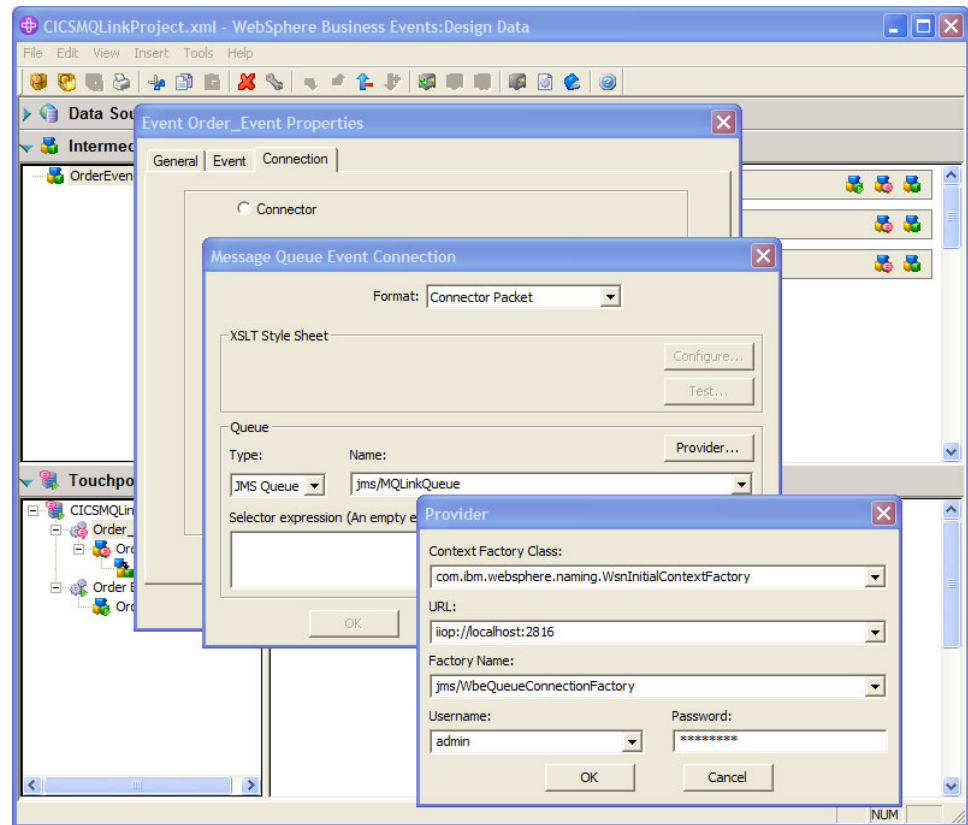 CICSMQLinkProject.xml - WebSphere Business Events:Design Data
File Edit View Insert Tools Help
Data Sou
Event Order_Event Properties
Intermed
General Event Connection
OrderEven
Connector
Message Queue Event Connection
Format: Connector Packet
XSLT Style Sheet
Configure...
Test...
Queue
Provider...
Type: Name:
JMS Queue jms/MQLinkQueue
Touchpo
CICSMQLin
Order_
Ord
Order E
Ord
Selector expression (An empty e
OK
Provider
Context Factory Class:
com.ibm.websphere.naming.WsnInitialContextFactory
URL:
iiop://localhost:2816
Factory Name:
jms/WbeQueueConnectionFactory
Username: Password:
admin ********
OK Cancel
NUM